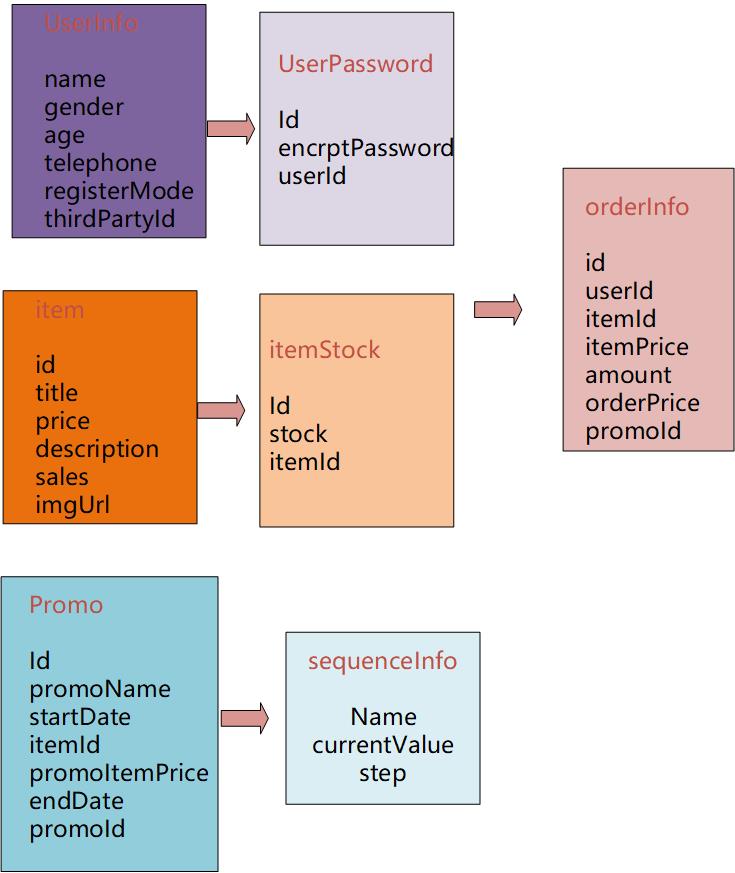 UserInfo
name
gender
age
telephone
registerMode
thirdPartyId
UserPassword
Id
encrptPassword
userId
item
id
title
price
description
sales
imgUrl
itemStock
Id
stock
itemId
orderInfo
id
userId
itemId
itemPrice
amount
orderPrice
promoId
Promo
Id
promoName
startDate
itemId
promoItemPrice
endDate
promoId
sequenceInfo
Name
currentValue
step